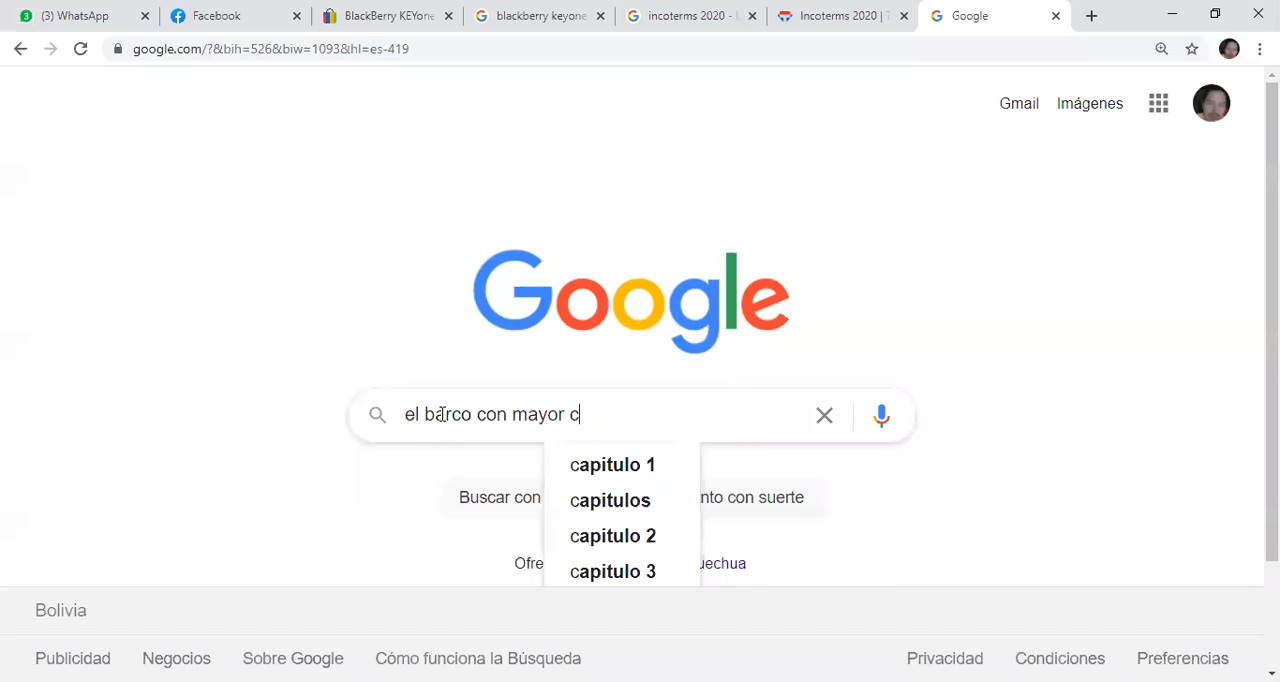 (3) WhatsApp
Facebook
BlackBerry KEYone
blackberry keyone
incoterms 2020 -
Incoterms 2020 |
Google
google.com/?&bih=526&biw=1093&hl=es-419
Gmail Imágenes
Google
el barco con mayor c
capitulo 1
capitulos
Buscar con nto con suerte
capitulo 2
Ofre uechua
capitulo 3
Bolivia
Publicidad Negocios Sobre Google Cómo funciona la Búsqueda Privacidad Condiciones Preferencias